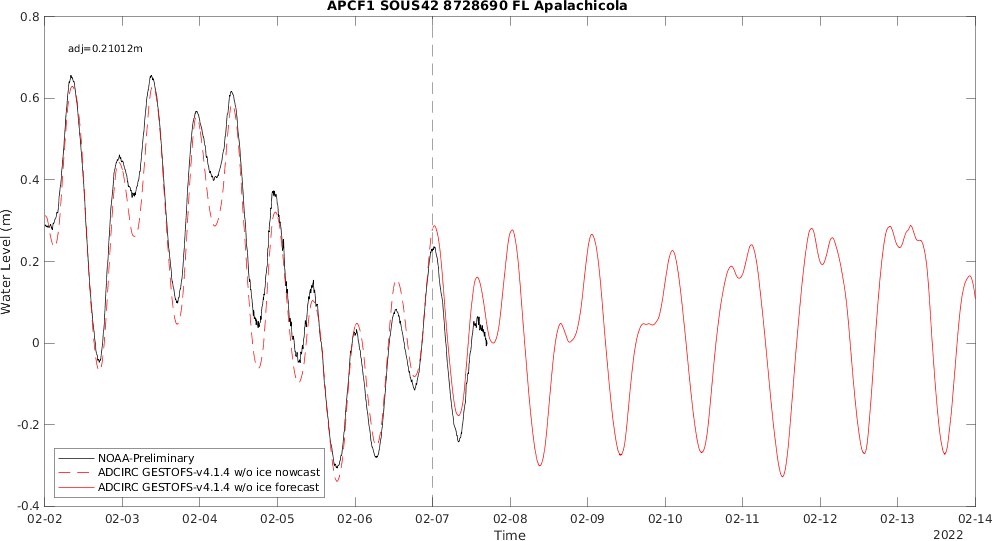 APCF1 SOUS42 8728690 FL Apalachicola
adj=0.21012m
Water Level (m)
0.8
0.6
0.4
0.2
0
-0.2
-0.4
NOAA-Preliminary
ADCIRC GESTOFS-v4.1.4 w/o ice nowcast
ADCIRC GESTOFS-v4.1.4 w/o ice forecast
02-02 02-03 02-04 02-05 02-06 02-07 02-08 02-09 02-10 02-11 02-12 02-13 02-14
Time
2022